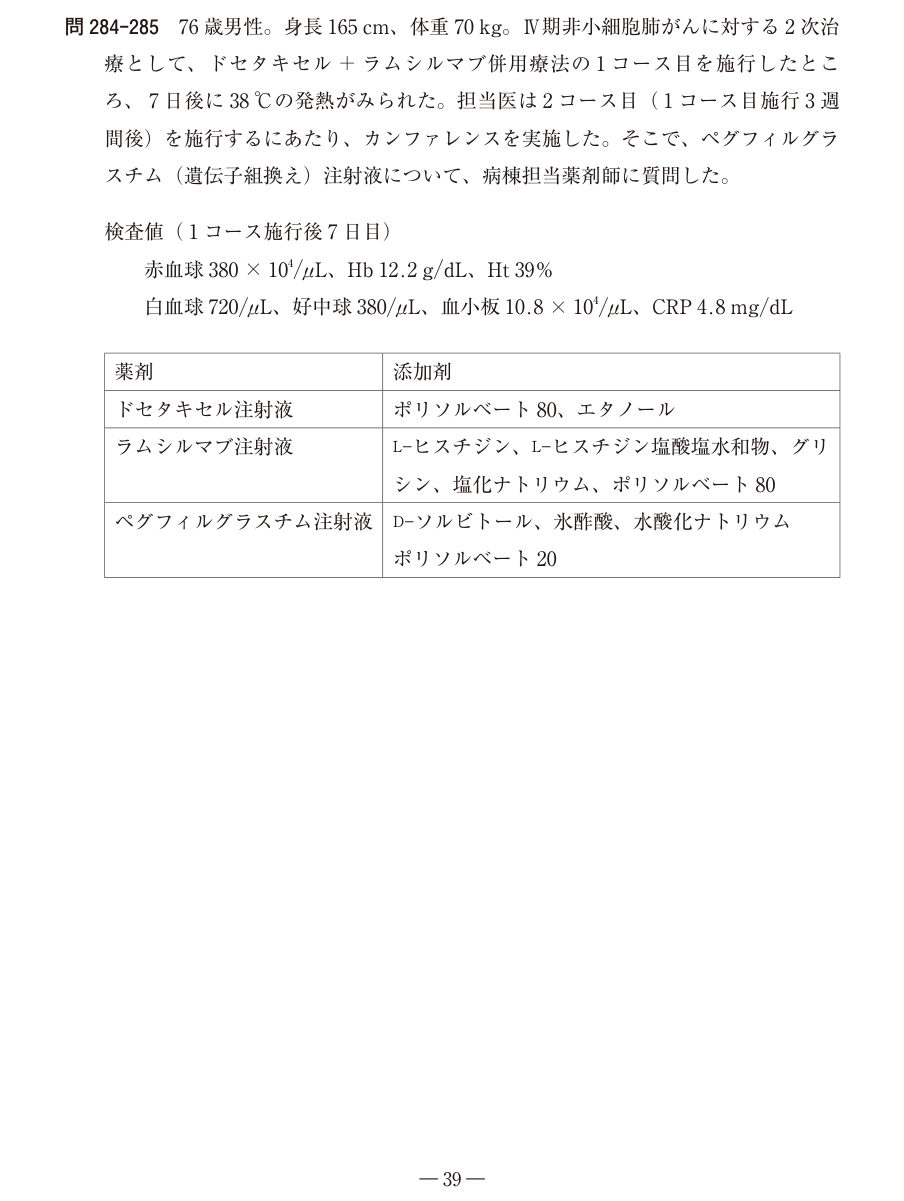 問 284-285　76 歳男性。身長 165 cm、体重 70 kg。Ⅳ期非小細胞肺がんに対する 2 次治
療として、ドセタキセル + ラムシルマブ併用療法の 1 コース目を施行したとこ
ろ、7 日後に 38 ℃の発熱がみられた。担当医は 2 コース目（1 コース目施行 3 週
間後）を施行するにあたり、カンファレンスを実施した。そこで、ペグフィルグラ
スチム（遺伝子組換え）注射液について、病棟担当薬剤師に質問した。
検査値（1 コース施行後 7 日目）
赤血球 380 × 10⁴/μL、Hb 12.2 g/dL、Ht 39%
白血球 720/μL、好中球 380/μL、血小板 10.8 × 10⁴/μL、CRP 4.8 mg/dL
薬剤　添加剤
ドセタキセル注射液　ポリソルベート 80、エタノール
ラムシルマブ注射液　L-ヒスチジン、L-ヒスチジン塩酸塩水和物、グリ
シン、塩化ナトリウム、ポリソルベート 80
ペグフィルグラスチム注射液　D-ソルビトール、氷酢酸、水酸化ナトリウム
ポリソルベート 20
— 39 —